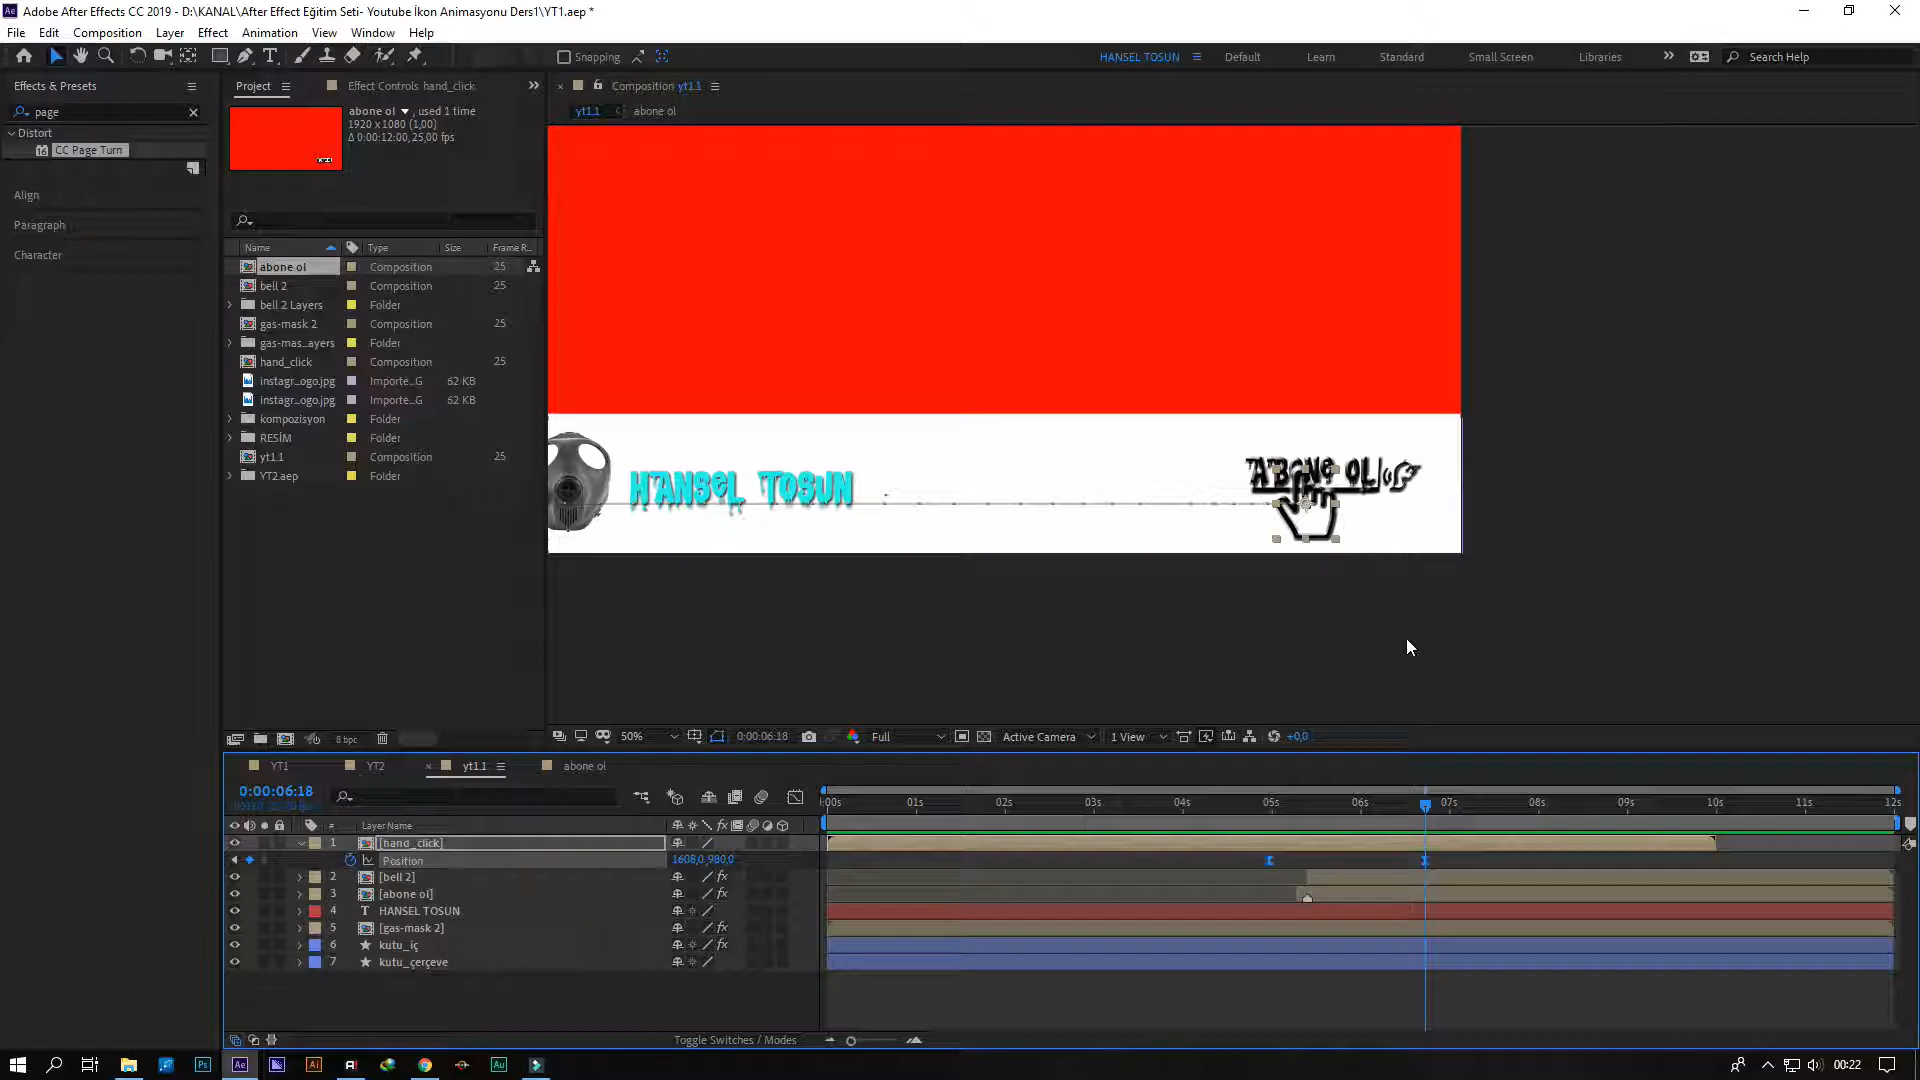 Adobe After Effects CC 2019 - D:\KANAL\After Effect Eğitim Seti- Youtube İkon Animasyonu Ders1\YT1.aep *
File Edit Composition Layer Effect Animation View Window Help
Snapping
HANSEL TOSUN Default Learn Standard Small Screen Libraries Search Help
Effects & Presets
Project Effect Controls hand_click
Composition yt1.1
page
Distort
CC Page Turn
Align
Paragraph
Character
abone ol , used 1 time
1920 x 1080 (1,00)
Δ 0:00:12:00, 25,00 fps
yt1.1 abone ol
Name Type Size Frame R...
abone ol Composition 25
bell 2 Composition 25
bell 2 Layers Folder
gas-mask 2 Composition 25
gas-mas...ayers Folder
hand_click Composition 25
instagr...ogo.jpg Importe...G 62 KB
instagr...ogo.jpg Importe...G 62 KB
kompozisyon Folder
RESİM Folder
yt1.1 Composition 25
YT2.aep Folder
HANSEL TOSUN
ABONE OL
8 bpc
50% 0:00:06:18 Full Active Camera 1 View +0,0
YT1 YT2 yt1.1 abone ol
0:00:06:18
:00s 01s 02s 03s 04s 05s 06s 07s 08s 09s 10s 11s 12s
# Layer Name
1 [hand_click]
Position 1608,0,980,0
2 [bell 2]
3 [abone ol]
4 HANSEL TOSUN
5 [gas-mask 2]
6 kutu_iç
7 kutu_çerçeve
Toggle Switches / Modes
00:22